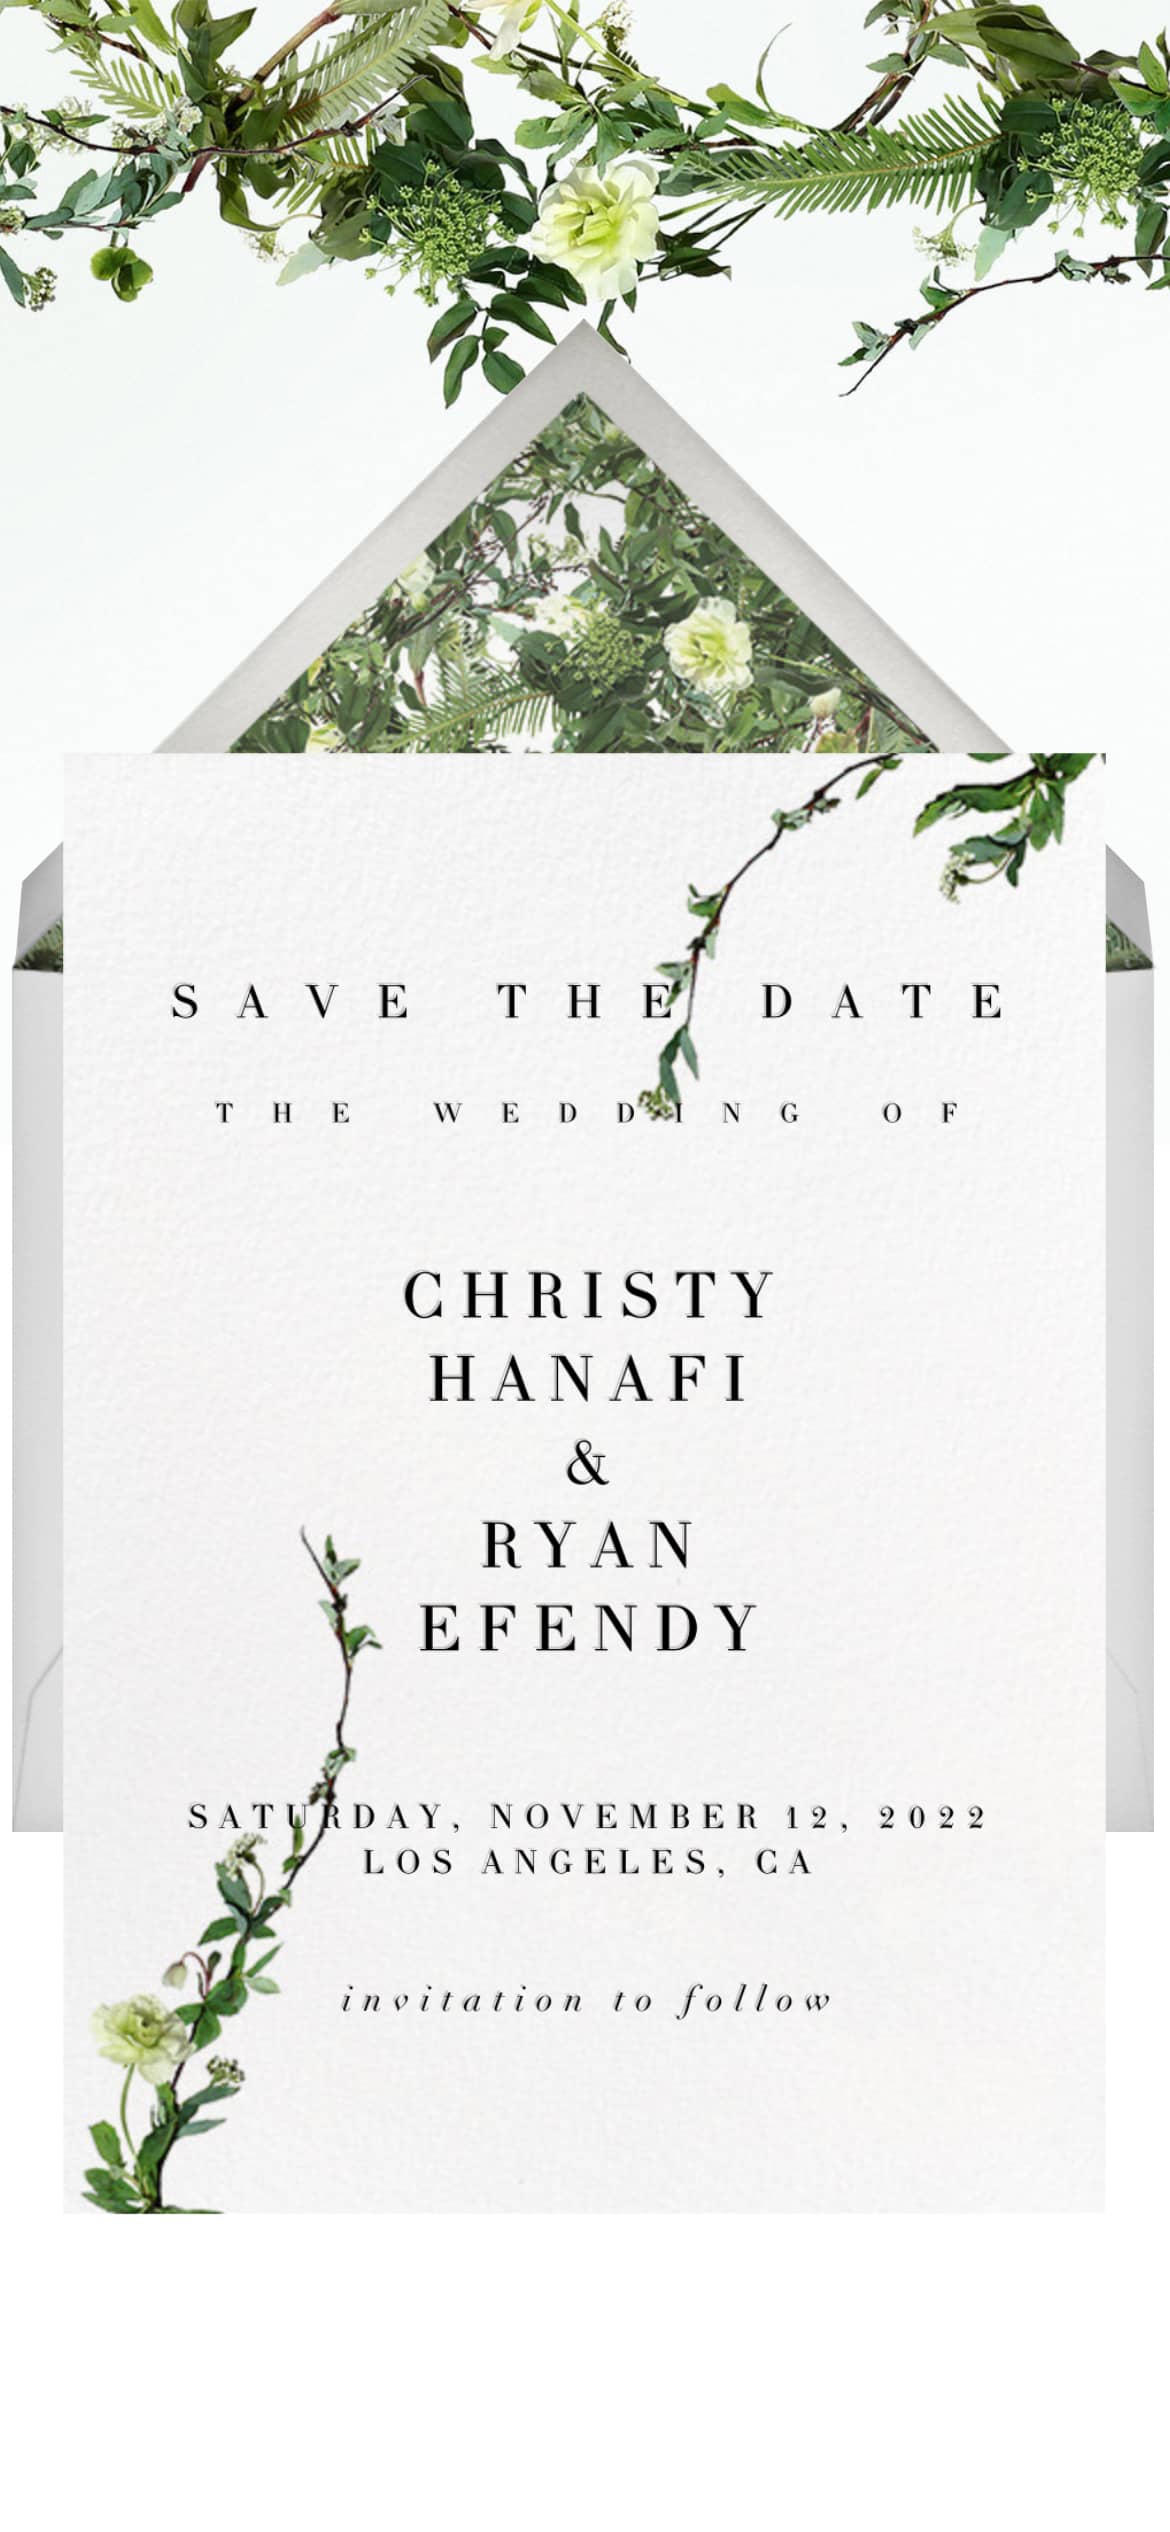 SAVE THE DATE
THE WEDDING OF
CHRISTY
HANAFI
&
RYAN
EFENDY
SATURDAY, NOVEMBER 12, 2022
LOS ANGELES, CA
invitation to follow